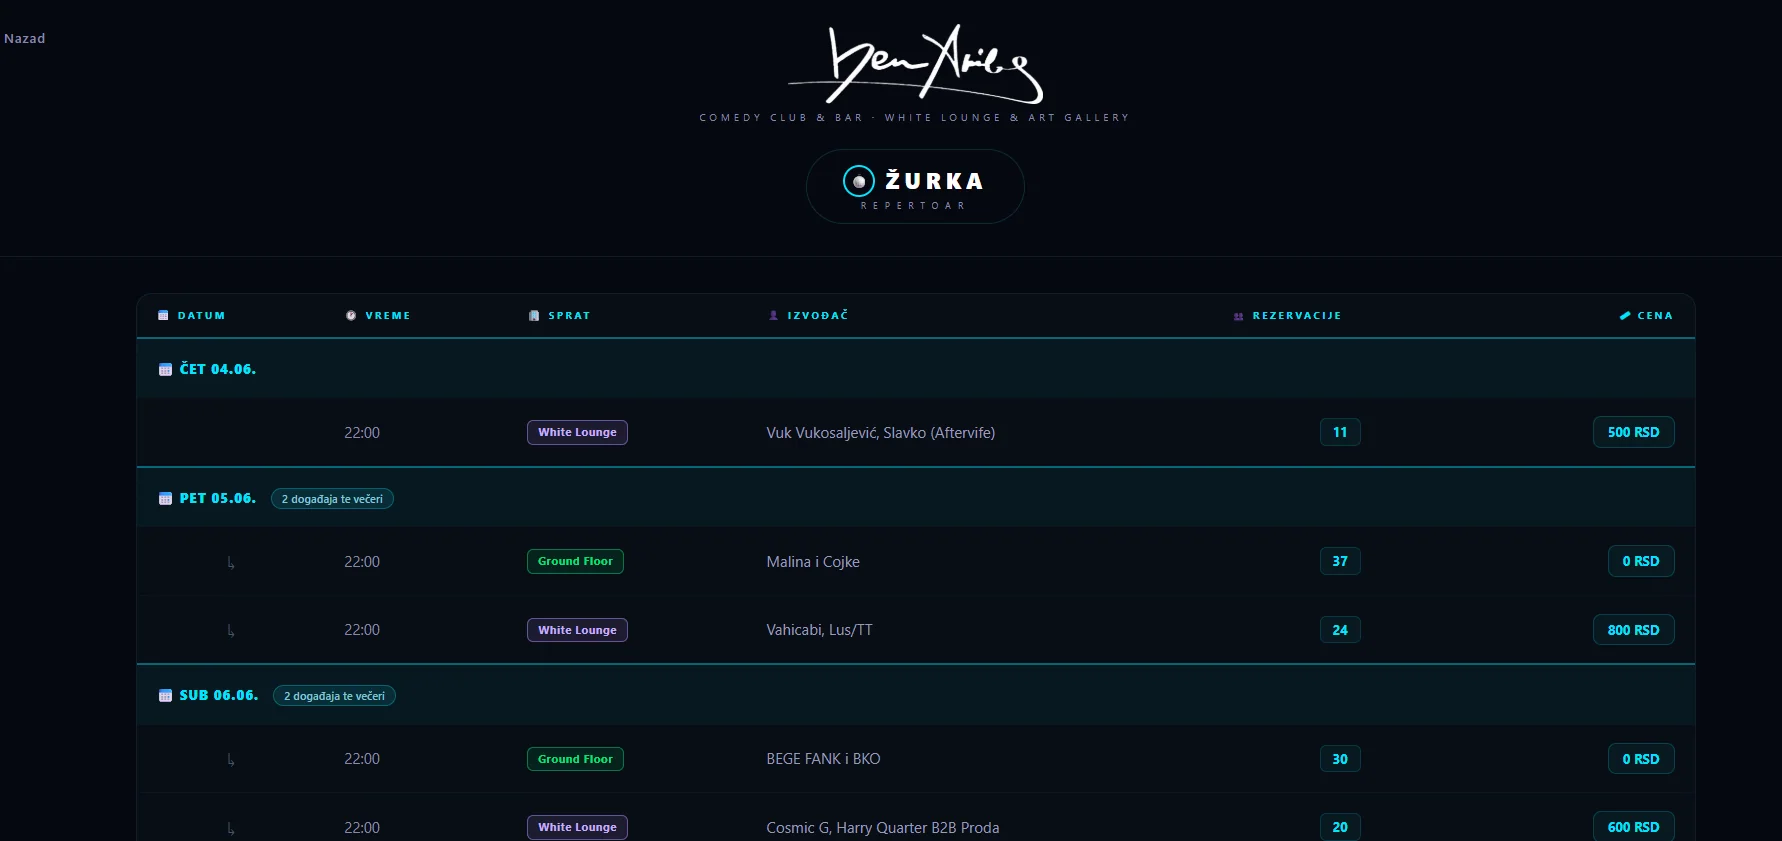 Nazad
Ben Akiba
COMEDY CLUB & BAR · WHITE LOUNGE & ART GALLERY
ŽURKA
REPERTOAR
DATUM VREME SPRAT IZVOĐAČ REZERVACIJE CENA
ČET 04.06.
22:00 White Lounge Vuk Vukosaljević, Slavko (Aftervife) 11 500 RSD
PET 05.06. 2 događaja te večeri
↳ 22:00 Ground Floor Malina i Cojke 37 0 RSD
↳ 22:00 White Lounge Vahicabi, Lus/TT 24 800 RSD
SUB 06.06. 2 događaja te večeri
↳ 22:00 Ground Floor BEGE FANK i BKO 30 0 RSD
↳ 22:00 White Lounge Cosmic G, Harry Quarter B2B Proda 20 600 RSD